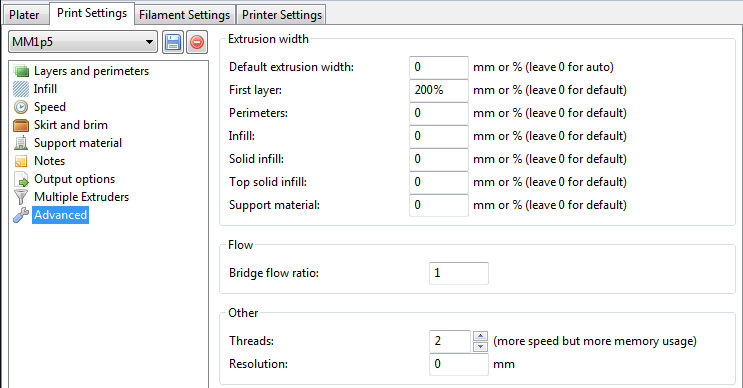 Plater Print Settings Filament Settings Printer Settings
MM1p5
Layers and perimeters
Infill
Speed
Skirt and brim
Support material
Notes
Output options
Multiple Extruders
Advanced
Extrusion width
Default extrusion width: 0 mm or % (leave 0 for auto)
First layer: 200% mm or % (leave 0 for default)
Perimeters: 0 mm or % (leave 0 for default)
Infill: 0 mm or % (leave 0 for default)
Solid infill: 0 mm or % (leave 0 for default)
Top solid infill: 0 mm or % (leave 0 for default)
Support material: 0 mm or % (leave 0 for default)
Flow
Bridge flow ratio: 1
Other
Threads: 2 (more speed but more memory usage)
Resolution: 0 mm